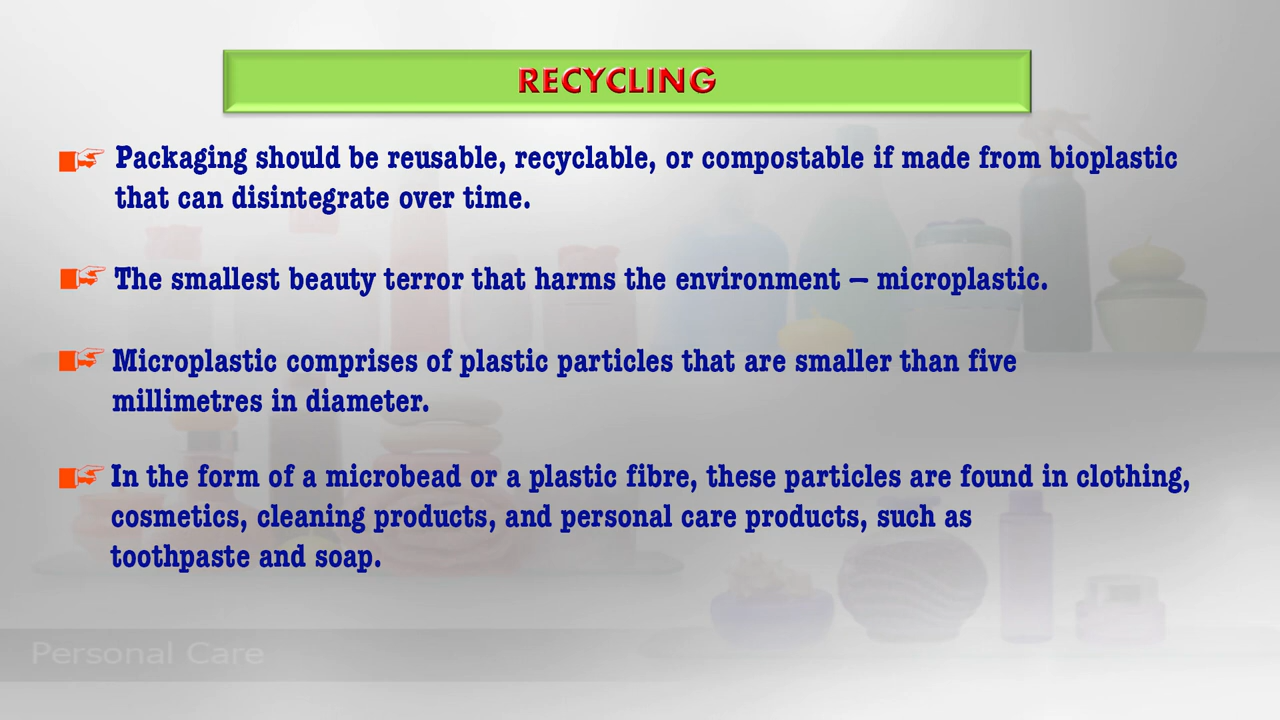 RECYCLING
Packaging should be reusable, recyclable, or compostable if made from bioplastic
that can disintegrate over time.
The smallest beauty terror that harms the environment – microplastic.
Microplastic comprises of plastic particles that are smaller than five
millimetres in diameter.
In the form of a microbead or a plastic fibre, these particles are found in clothing,
cosmetics, cleaning products, and personal care products, such as
toothpaste and soap.
Personal Care